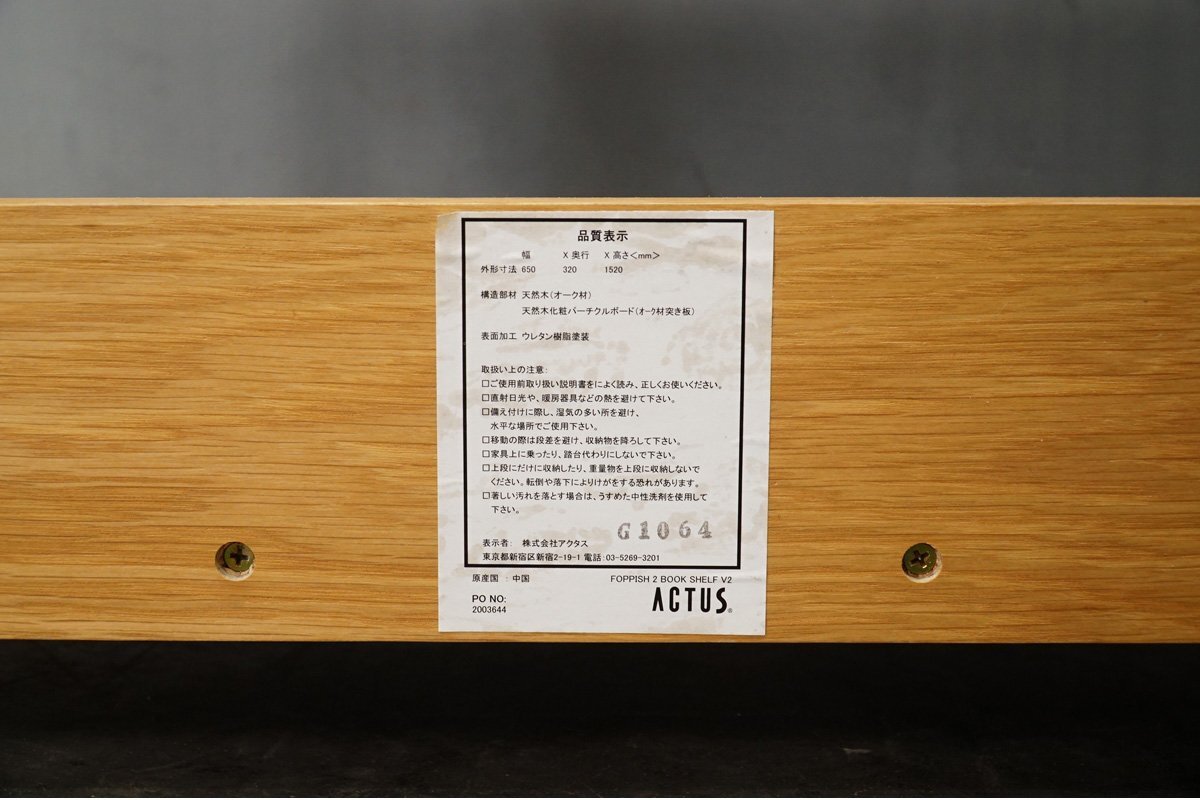 品質表示
幅 X 奥行 X 高さ<mm>
外形寸法 650 320 1520
構造部材 天然木(オーク材)
天然木化粧パーチクルボード(オーク材突き板)
表面加工 ウレタン樹脂塗装
取扱い上の注意:
□ご使用前取り扱い説明書をによく読み、正しくお使いください。
□直射日光や、暖房器具などの熱を避けて下さい。
□備え付けに際し、湿気の多い所を避け、
水平な場所でご使用下さい。
□移動の際は段差を避け、収納物を降ろして下さい。
□家具上に乗ったり、踏台代わりにしないで下さい。
□上段にだけに収納したり、重量物を上段に収納しないで
ください。転倒や落下によりけがをする恐れがあります。
□著しい汚れを落とす場合は、うすめた中性洗剤を使用して
下さい。
G1064
表示者: 株式会社アクタス
東京都新宿区新宿2-19-1 電話:03-5269-3201
原産国 : 中国
FOPPISH 2 BOOK SHELF V2
PO NO:
2003644
ACTUS®